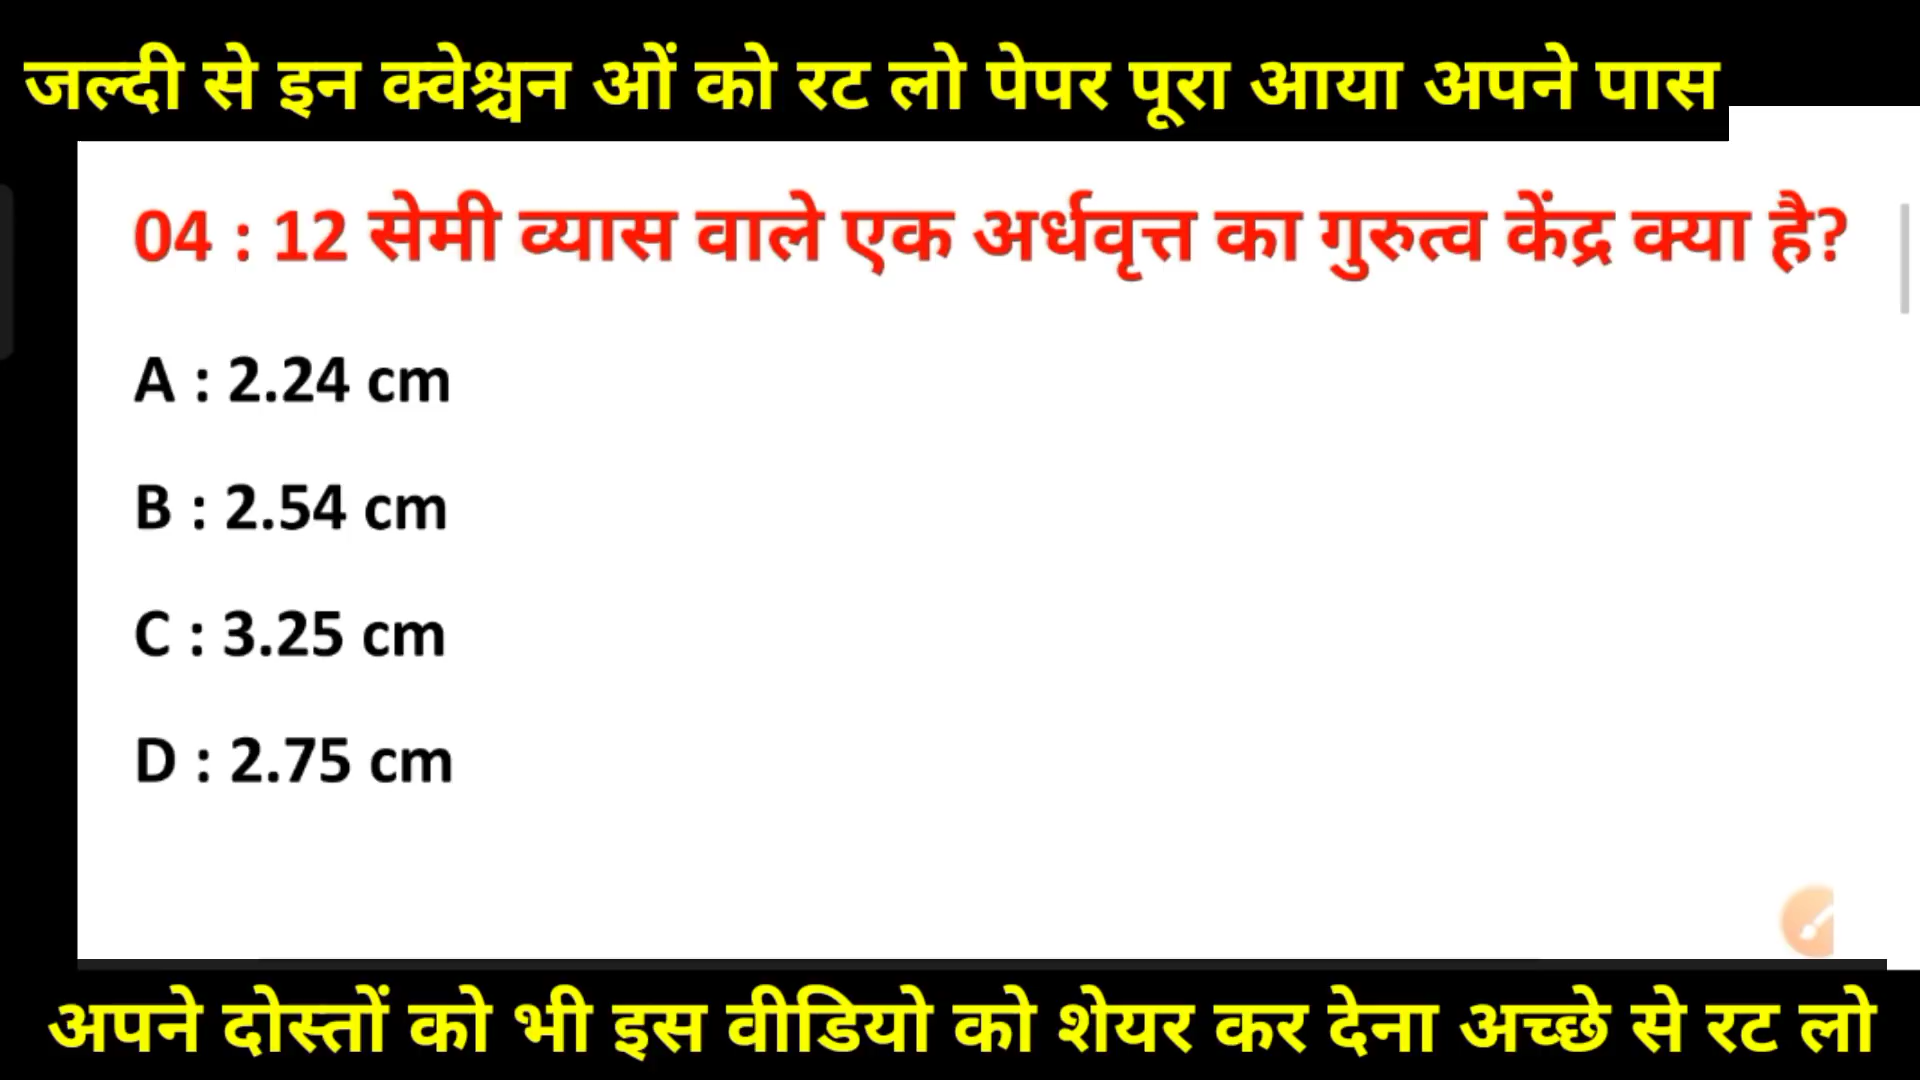 जल्दी से इन क्वेश्चन ओं को रट लो पेपर पूरा आया अपने पास
04 : 12 सेमी व्यास वाले एक अर्धवृत्त का गुरुत्व केंद्र क्या है?
A : 2.24 cm
B : 2.54 cm
C : 3.25 cm
D : 2.75 cm
अपने दोस्तों को भी इस वीडियो को शेयर कर देना अच्छे से रट लो